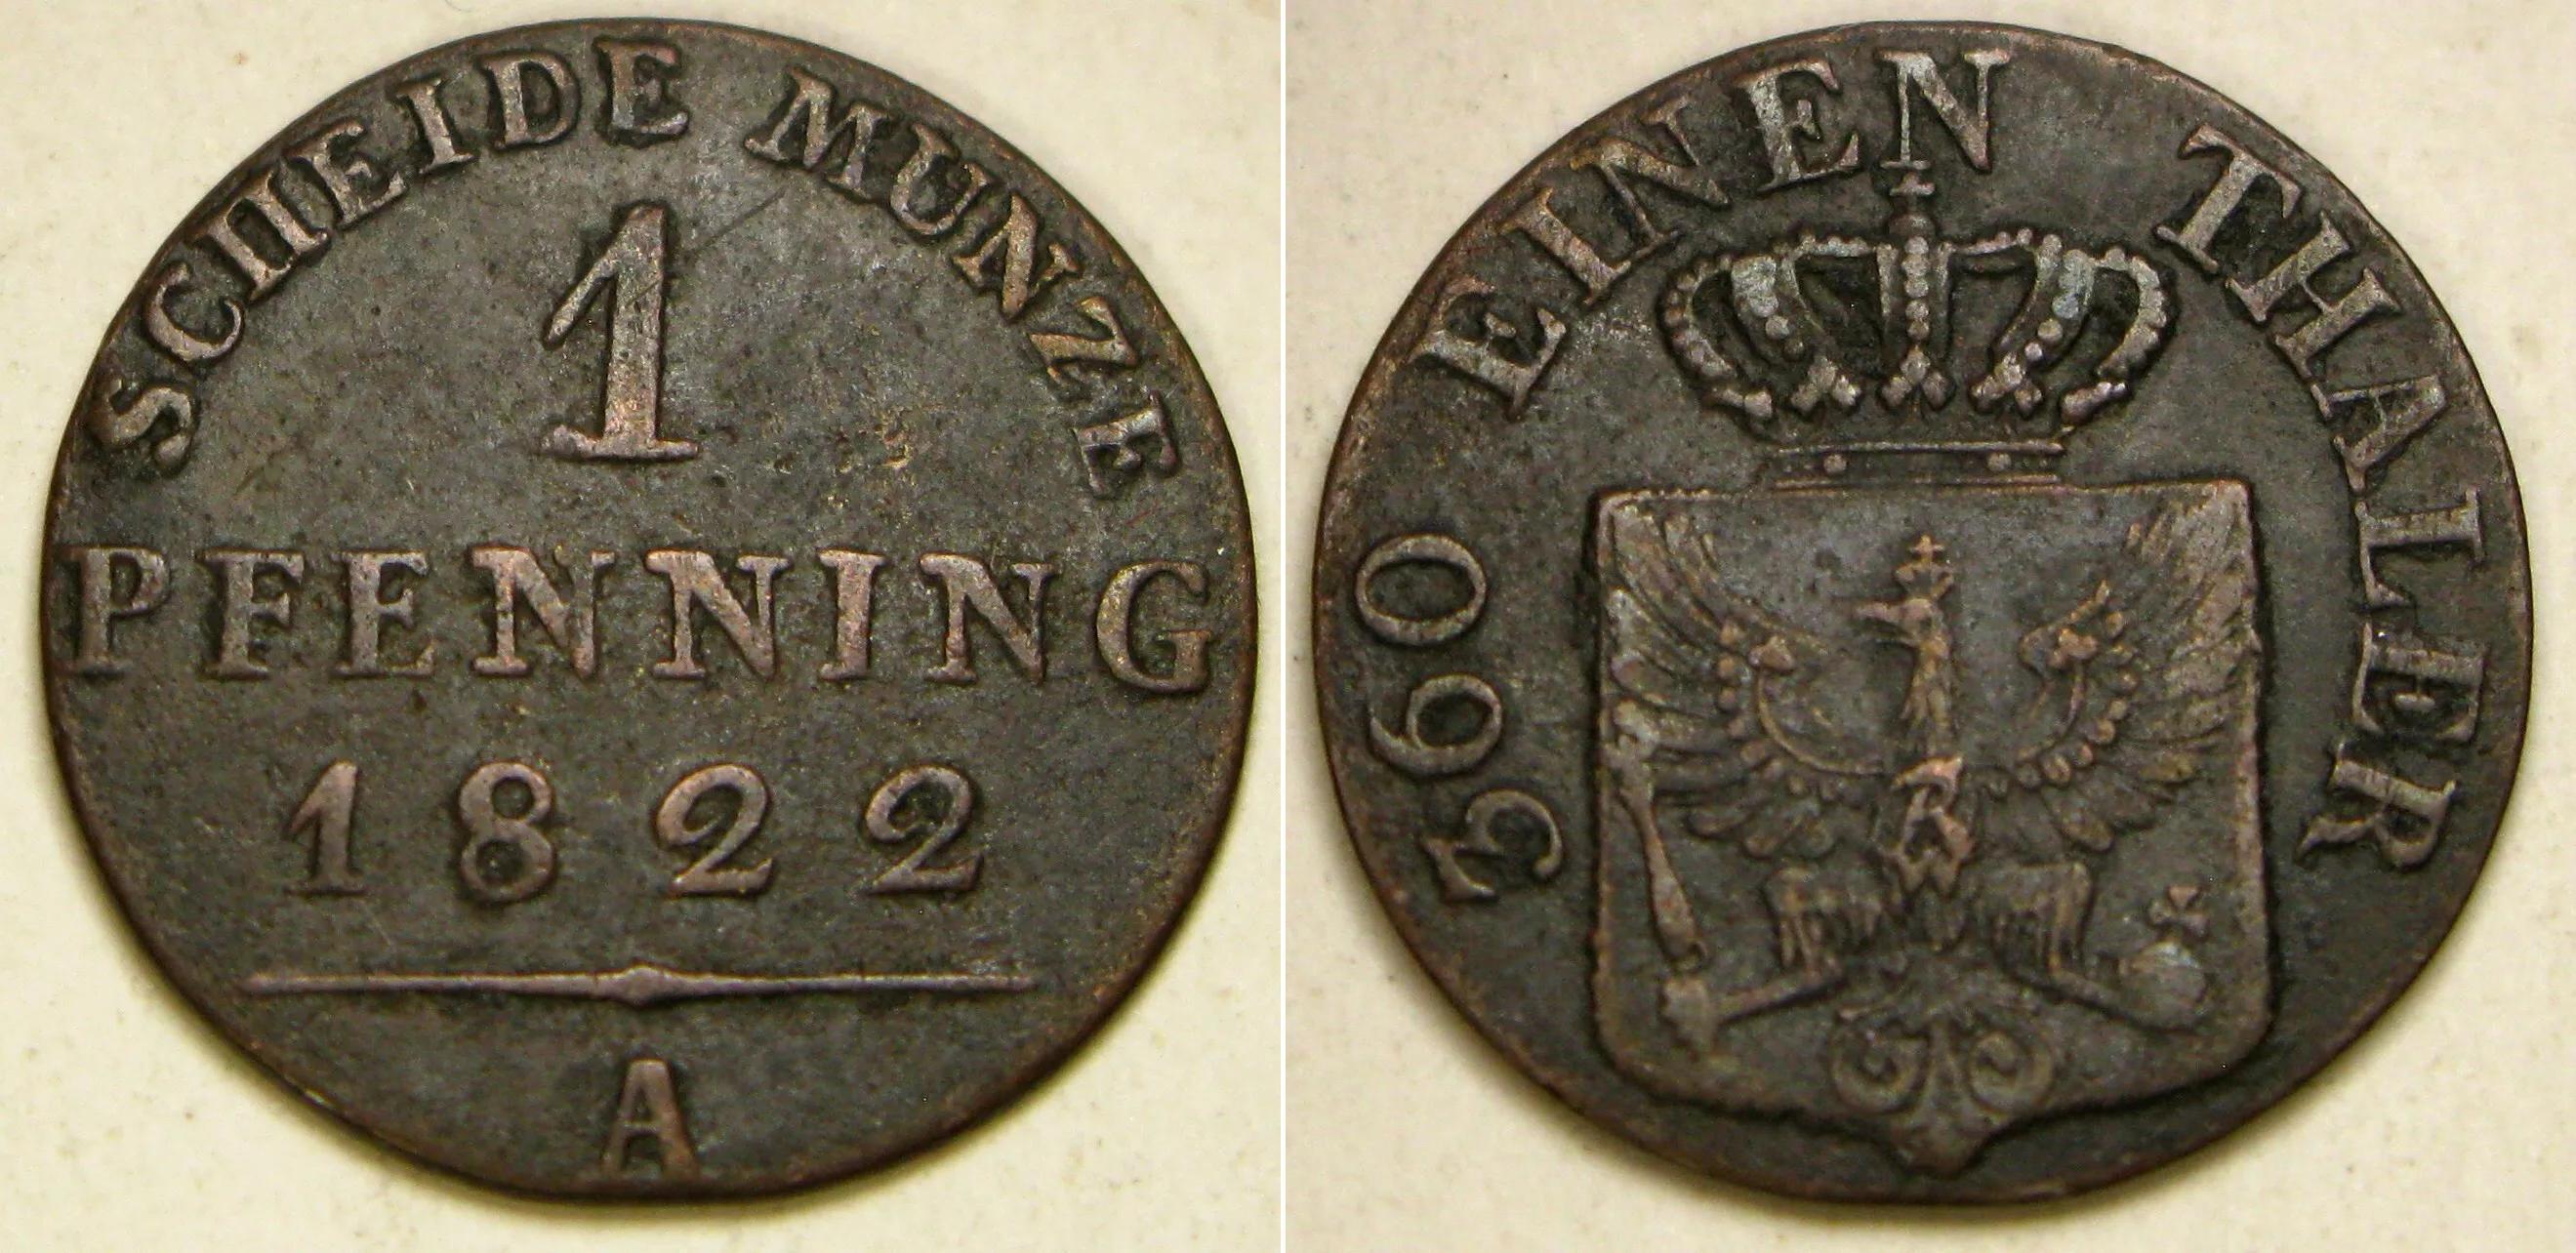 SCHEIDE MUNZE
1
PFENNING
1822
A
360 EINEN THALER